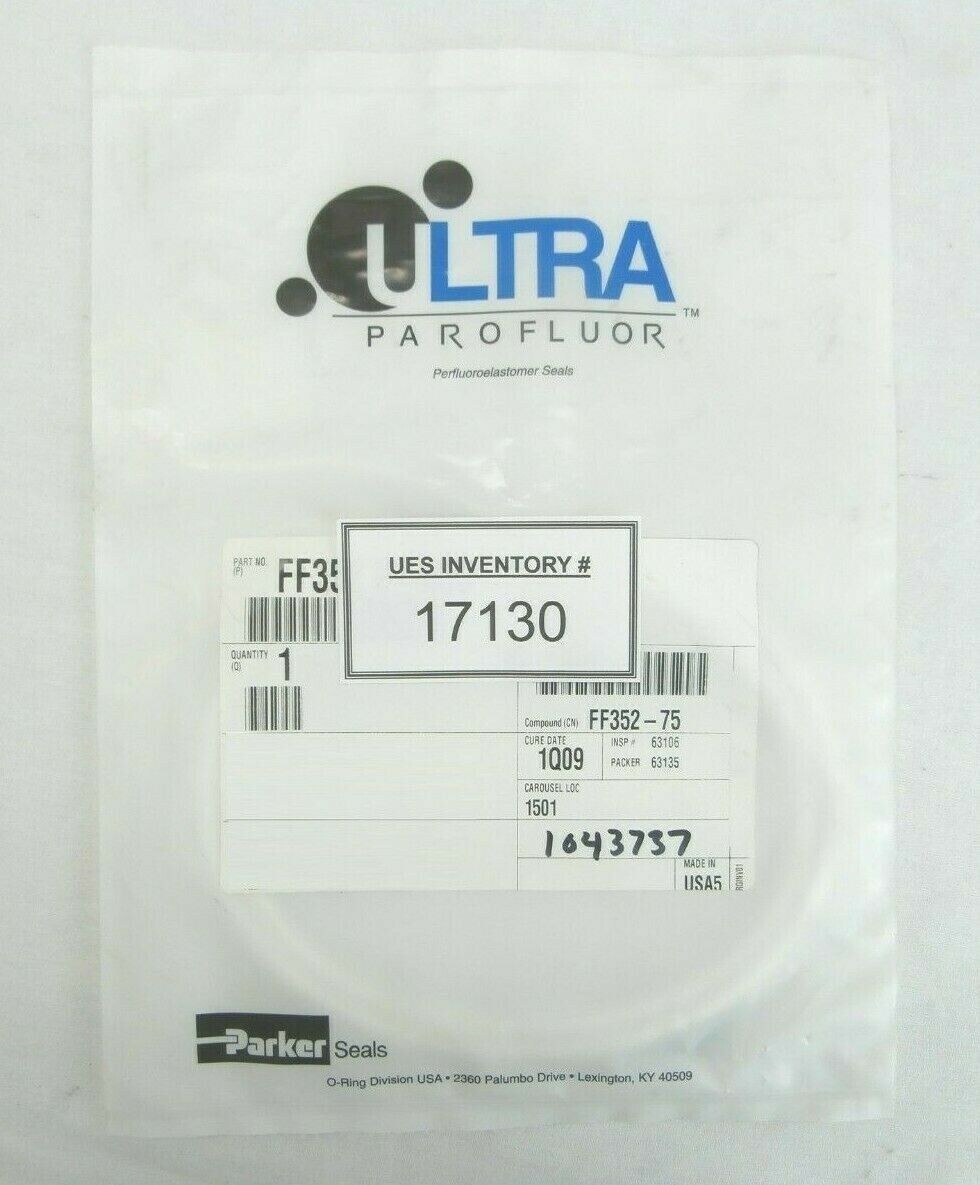 ULTRA
PAROFLUOR™
Perfluoroelastomer Seals
PART NO.
(P)
FF35
UES INVENTORY #
17130
QUANTITY
(Q)
1
Compound (CN) FF352-75
CURE DATE
1Q09
INSP # 63106
PACKER 63135
CAROUSEL LOC
1501
1043737
MADE IN
USA5
Parker Seals
O-Ring Division USA • 2360 Palumbo Drive • Lexington, KY 40509